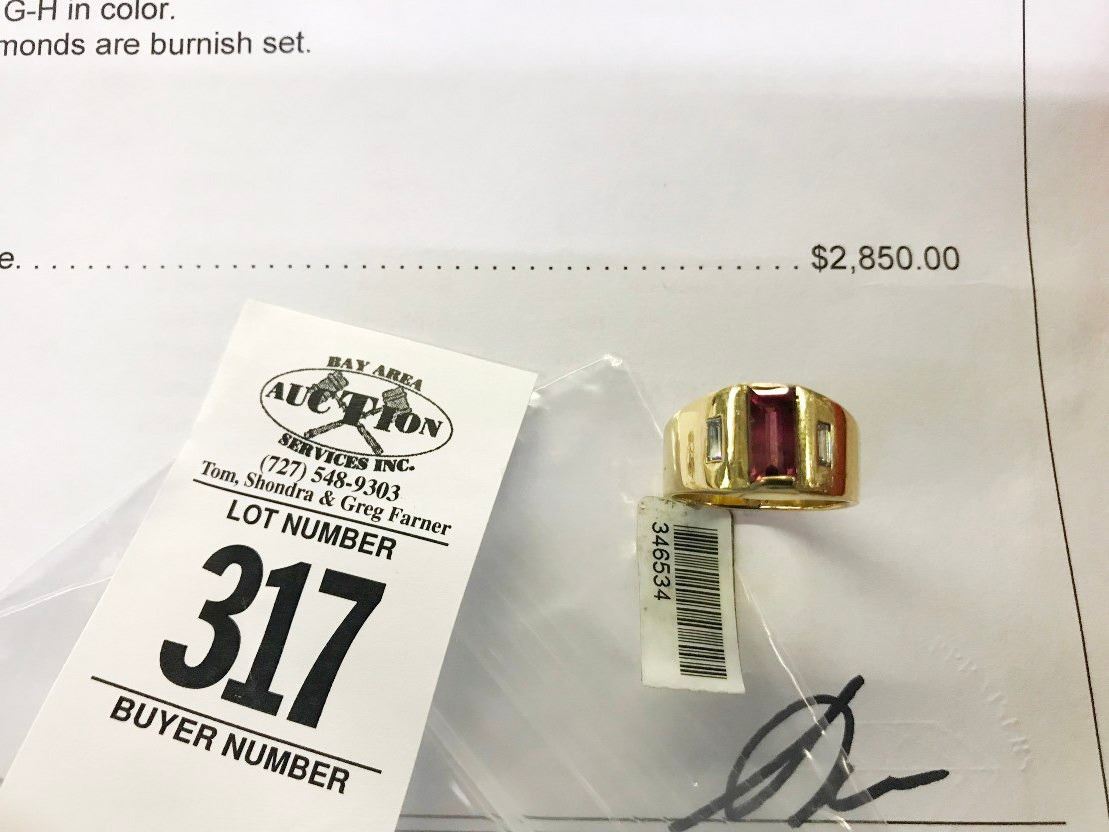 G-H in color.
monds are burnish set.
e. . . . . . . . . . . . . . . . . . . . . . . . . . . . . . . . . . . $2,850.00
BAY AREA
AUCTION
SERVICES INC.
(727) 548-9303
Tom, Shondra & Greg Farner
LOT NUMBER
317
BUYER NUMBER
346534